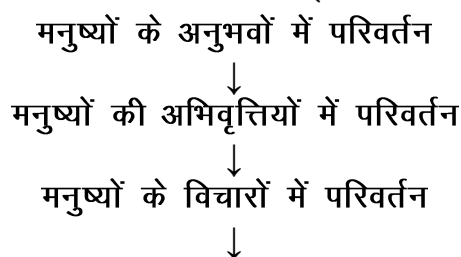 मनुष्यों के अनुभवों में परिवर्तन
↓
मनुष्यों की अभिवृत्तियों में परिवर्तन
↓
मनुष्यों के विचारों में परिवर्तन
↓